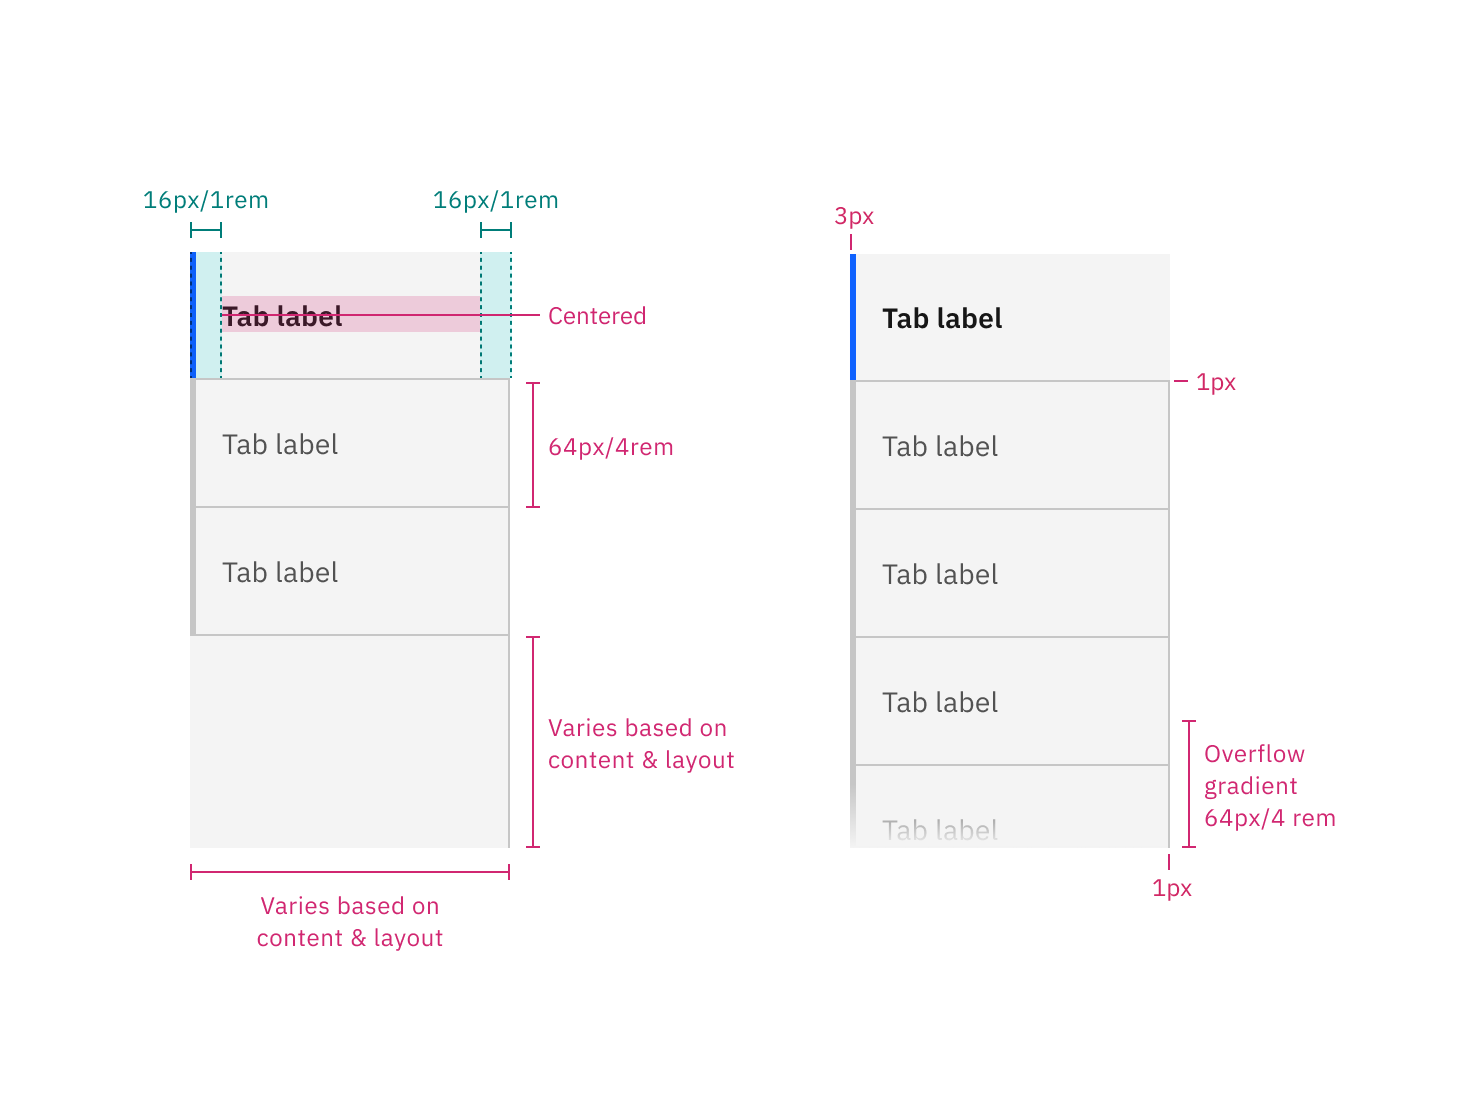 16px/1rem
16px/1rem
Tab label
Centered
Tab label
64px/4rem
Tab label
Varies based on
content & layout
Varies based on
content & layout
3px
Tab label
1px
Tab label
Tab label
Tab label
Overflow
gradient
64px/4 rem
Tab label
1px